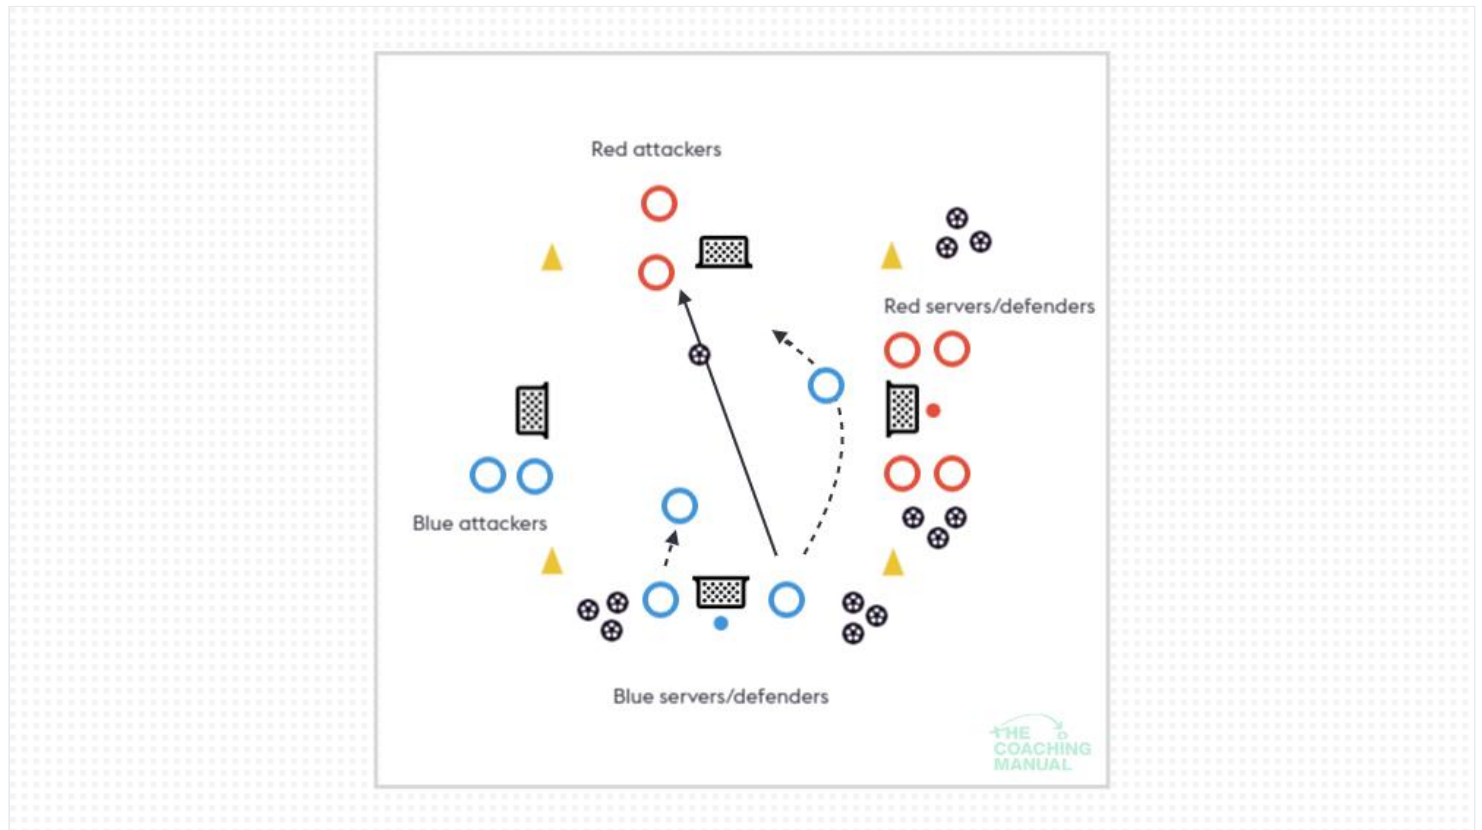 Red attackers
Red servers/defenders
Blue attackers
Blue servers/defenders
THE
COACHING
MANUAL